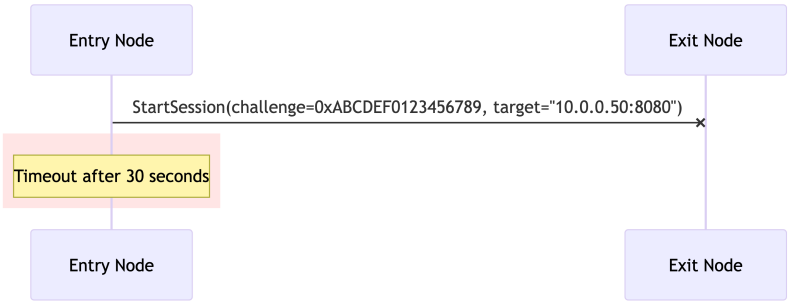 Entry Node
Exit Node
StartSession(challenge=0xABCDEF0123456789, target="10.0.0.50:8080")
Timeout after 30 seconds
Entry Node
Exit Node